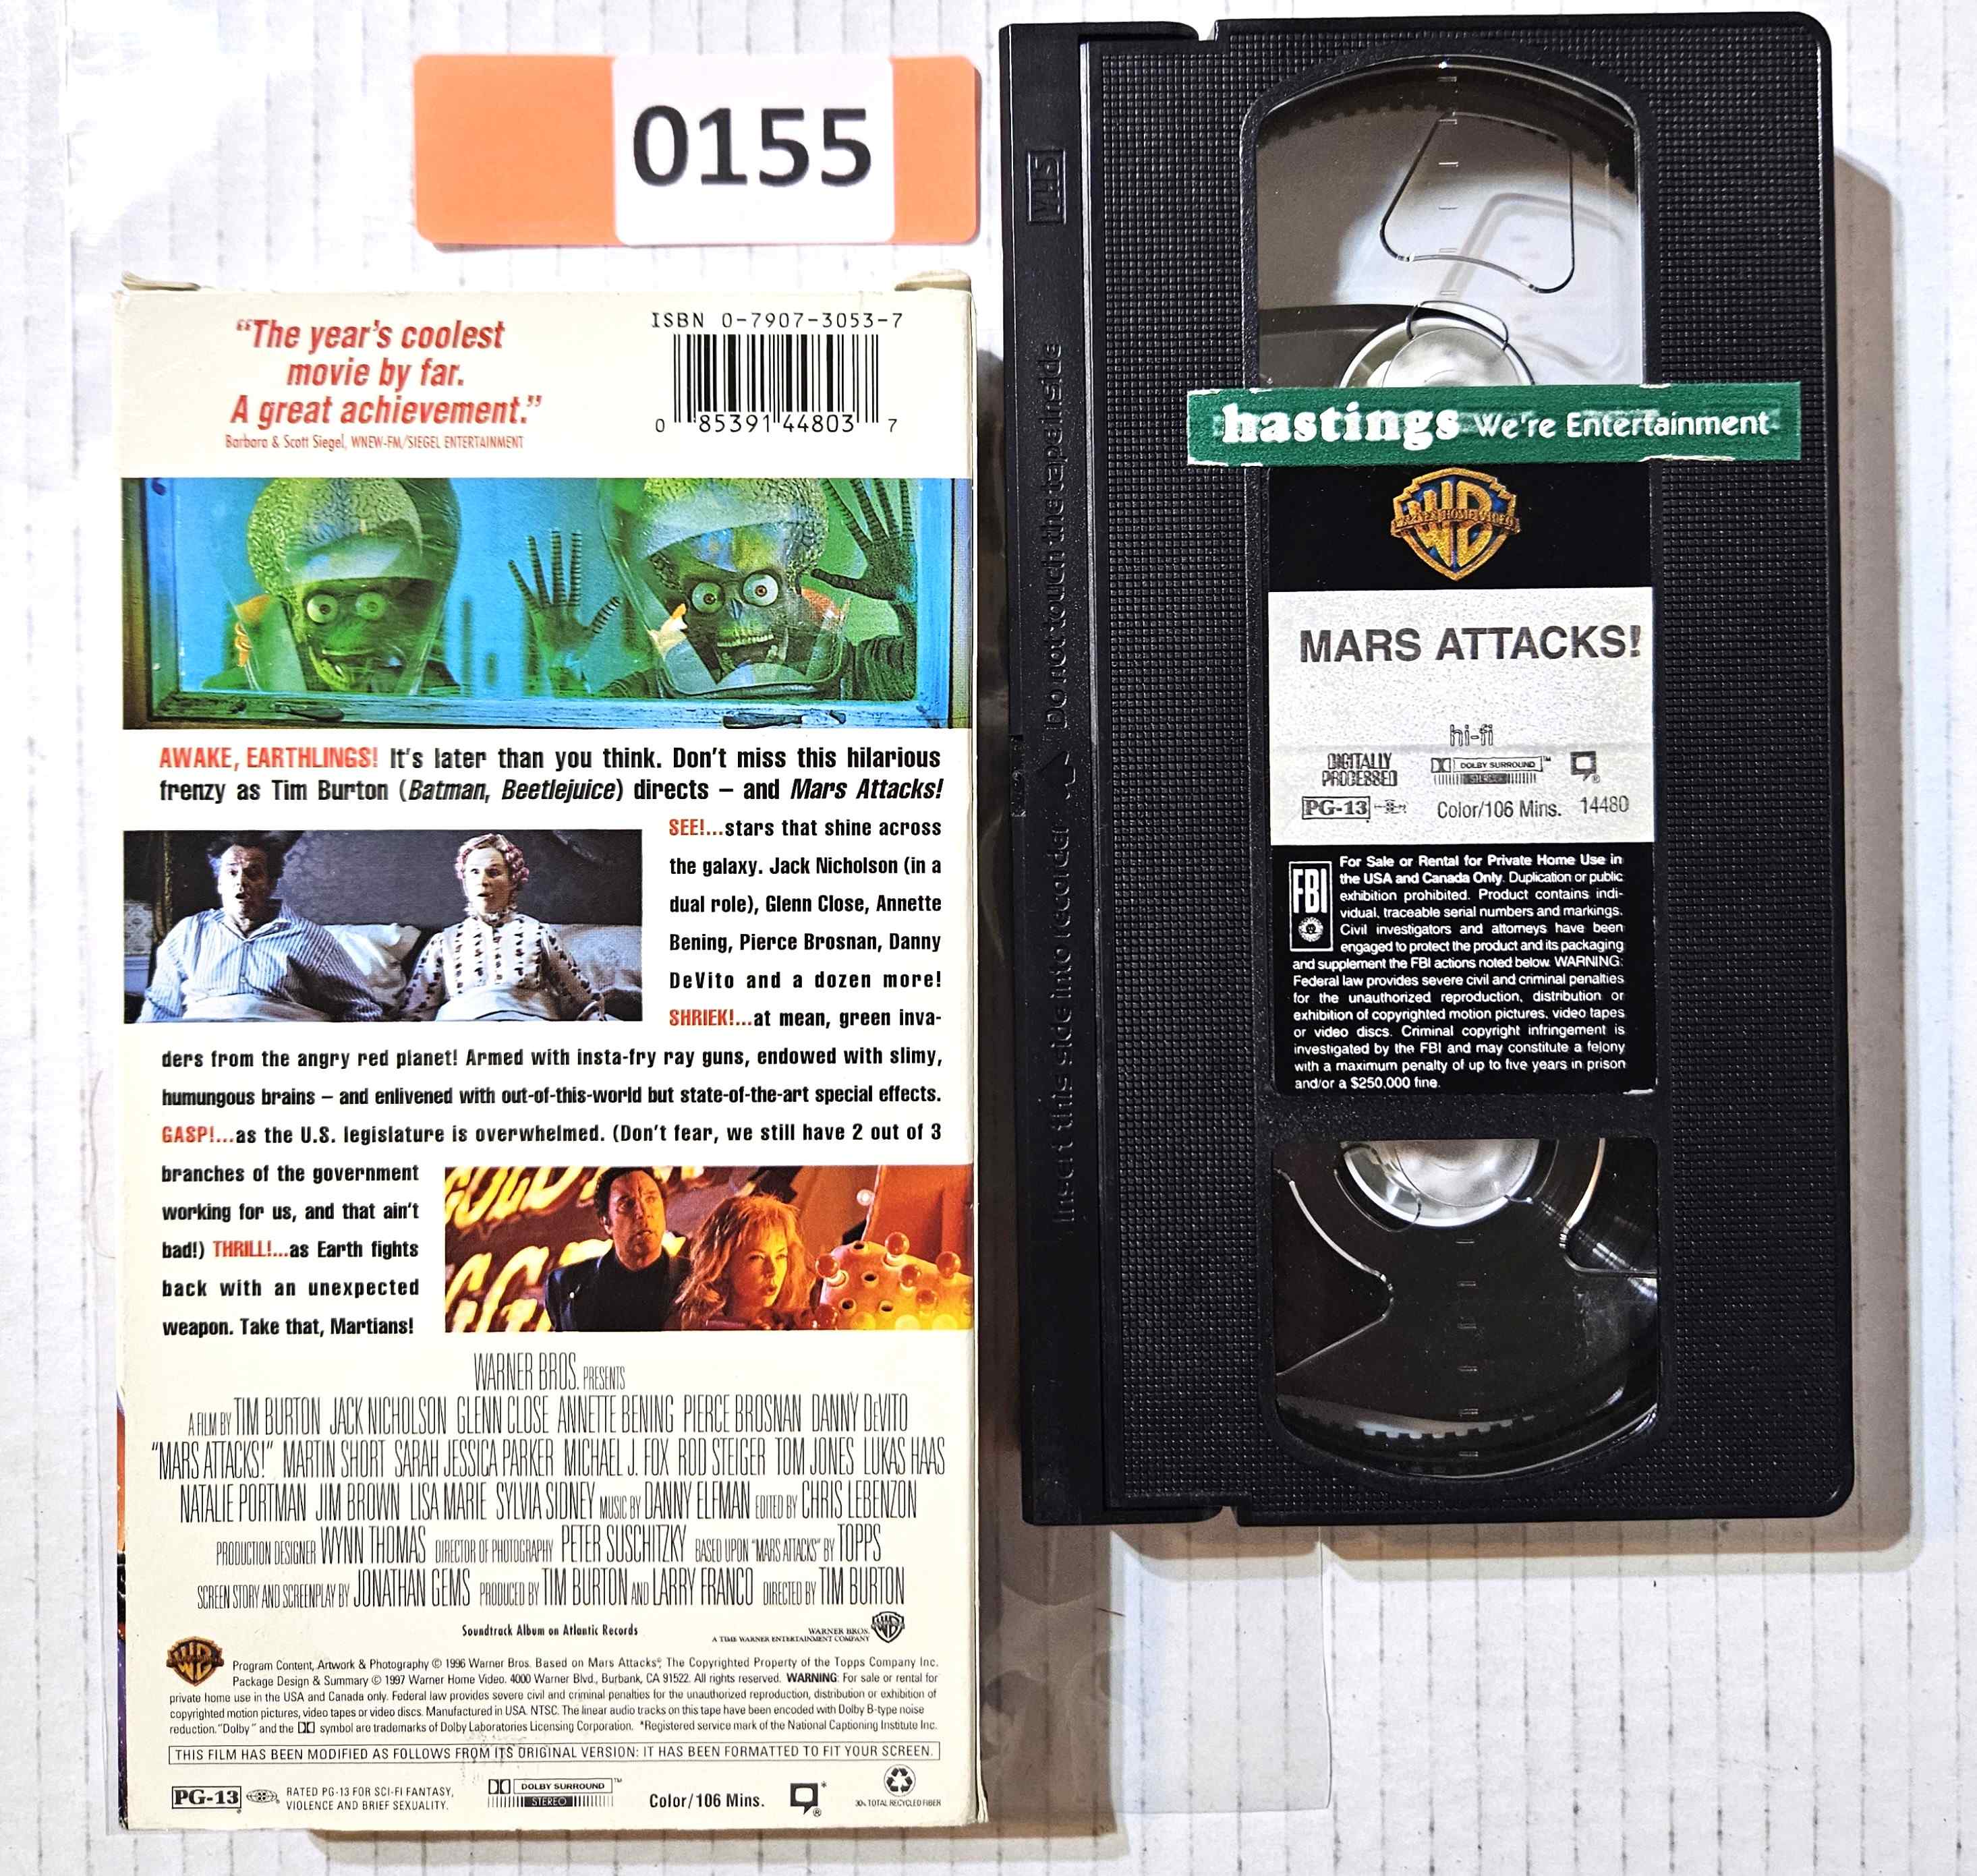 0155
"The year's coolest
movie by far.
A great achievement."
Barbara & Scott Siegel, WNEW-FM/SIEGEL ENTERTAINMENT
ISBN 0-7907-3053-7
0 85391 44803 7
AWAKE, EARTHLINGS! It's later than you think. Don't miss this hilarious
frenzy as Tim Burton (Batman, Beetlejuice) directs – and Mars Attacks!
SEE!...stars that shine across
the galaxy. Jack Nicholson (in a
dual role), Glenn Close, Annette
Bening, Pierce Brosnan, Danny
DeVito and a dozen more!
SHRIEK!...at mean, green inva-
ders from the angry red planet! Armed with insta-fry ray guns, endowed with slimy,
humungous brains – and enlivened with out-of-this-world but state-of-the-art special effects.
GASP!...as the U.S. legislature is overwhelmed. (Don't fear, we still have 2 out of 3
branches of the government
working for us, and that ain't
bad!) THRILL!...as Earth fights
back with an unexpected
weapon. Take that, Martians!
WARNER BROS. PRESENTS
A FILM BY TIM BURTON JACK NICHOLSON GLENN CLOSE ANNETTE BENING PIERCE BROSNAN DANNY DeVITO
"MARS ATTACKS!" MARTIN SHORT SARAH JESSICA PARKER MICHAEL J. FOX ROD STEIGER TOM JONES LUKAS HAAS
NATALIE PORTMAN JIM BROWN LISA MARIE SYLVIA SIDNEY MUSIC BY DANNY ELFMAN EDITED BY CHRIS LEBENZON
PRODUCTION DESIGNER WYNN THOMAS DIRECTOR OF PHOTOGRAPHY PETER SUSCHITZKY BASED UPON "MARS ATTACKS" BY TOPPS
SCREEN STORY AND SCREENPLAY BY JONATHAN GEMS PRODUCED BY TIM BURTON AND LARRY FRANCO DIRECTED BY TIM BURTON
Soundtrack Album on Atlantic Records
WARNER BROS.
A TIME WARNER ENTERTAINMENT COMPANY
Program Content, Artwork & Photography © 1996 Warner Bros. Based on Mars Attacks® The Copyrighted Property of the Topps Company Inc.
Package Design & Summary © 1997 Warner Home Video. 4000 Warner Blvd., Burbank, CA 91522. All rights reserved. WARNING: For sale or rental for
private home use in the USA and Canada only. Federal law provides severe civil and criminal penalties for the unauthorized reproduction, distribution or exhibition of
copyrighted motion pictures, video tapes or video discs. Manufactured in USA. NTSC. The linear audio tracks on this tape have been encoded with Dolby B-type noise
reduction. "Dolby" and the symbol are trademarks of Dolby Laboratories Licensing Corporation. *Registered service mark of the National Captioning Institute Inc.
THIS FILM HAS BEEN MODIFIED AS FOLLOWS FROM ITS ORIGINAL VERSION: IT HAS BEEN FORMATTED TO FIT YOUR SCREEN.
PG-13
RATED PG-13 FOR SCI-FI FANTASY,
VIOLENCE AND BRIEF SEXUALITY.
DOLBY SURROUND™
STEREO
Color/106 Mins.
30% TOTAL RECYCLED FIBER
VHS
Insert this side into recorder Do not touch the tape inside
hastings We're Entertainment
WARNER HOME VIDEO
MARS ATTACKS!
hi-fi
DIGITALLY
PROCESSED
DOLBY SURROUND™
STEREO
PG-13 Color/106 Mins. 14480
FBI
For Sale or Rental for Private Home Use in
the USA and Canada Only. Duplication or public
exhibition prohibited. Product contains indi-
vidual, traceable serial numbers and markings.
Civil investigators and attorneys have been
engaged to protect the product and its packaging
and supplement the FBI actions noted below. WARNING:
Federal law provides severe civil and criminal penalties
for the unauthorized reproduction, distribution or
exhibition of copyrighted motion pictures, video tapes
or video discs. Criminal copyright infringement is
investigated by the FBI and may constitute a felony
with a maximum penalty of up to five years in prison
and/or a $250,000 fine.